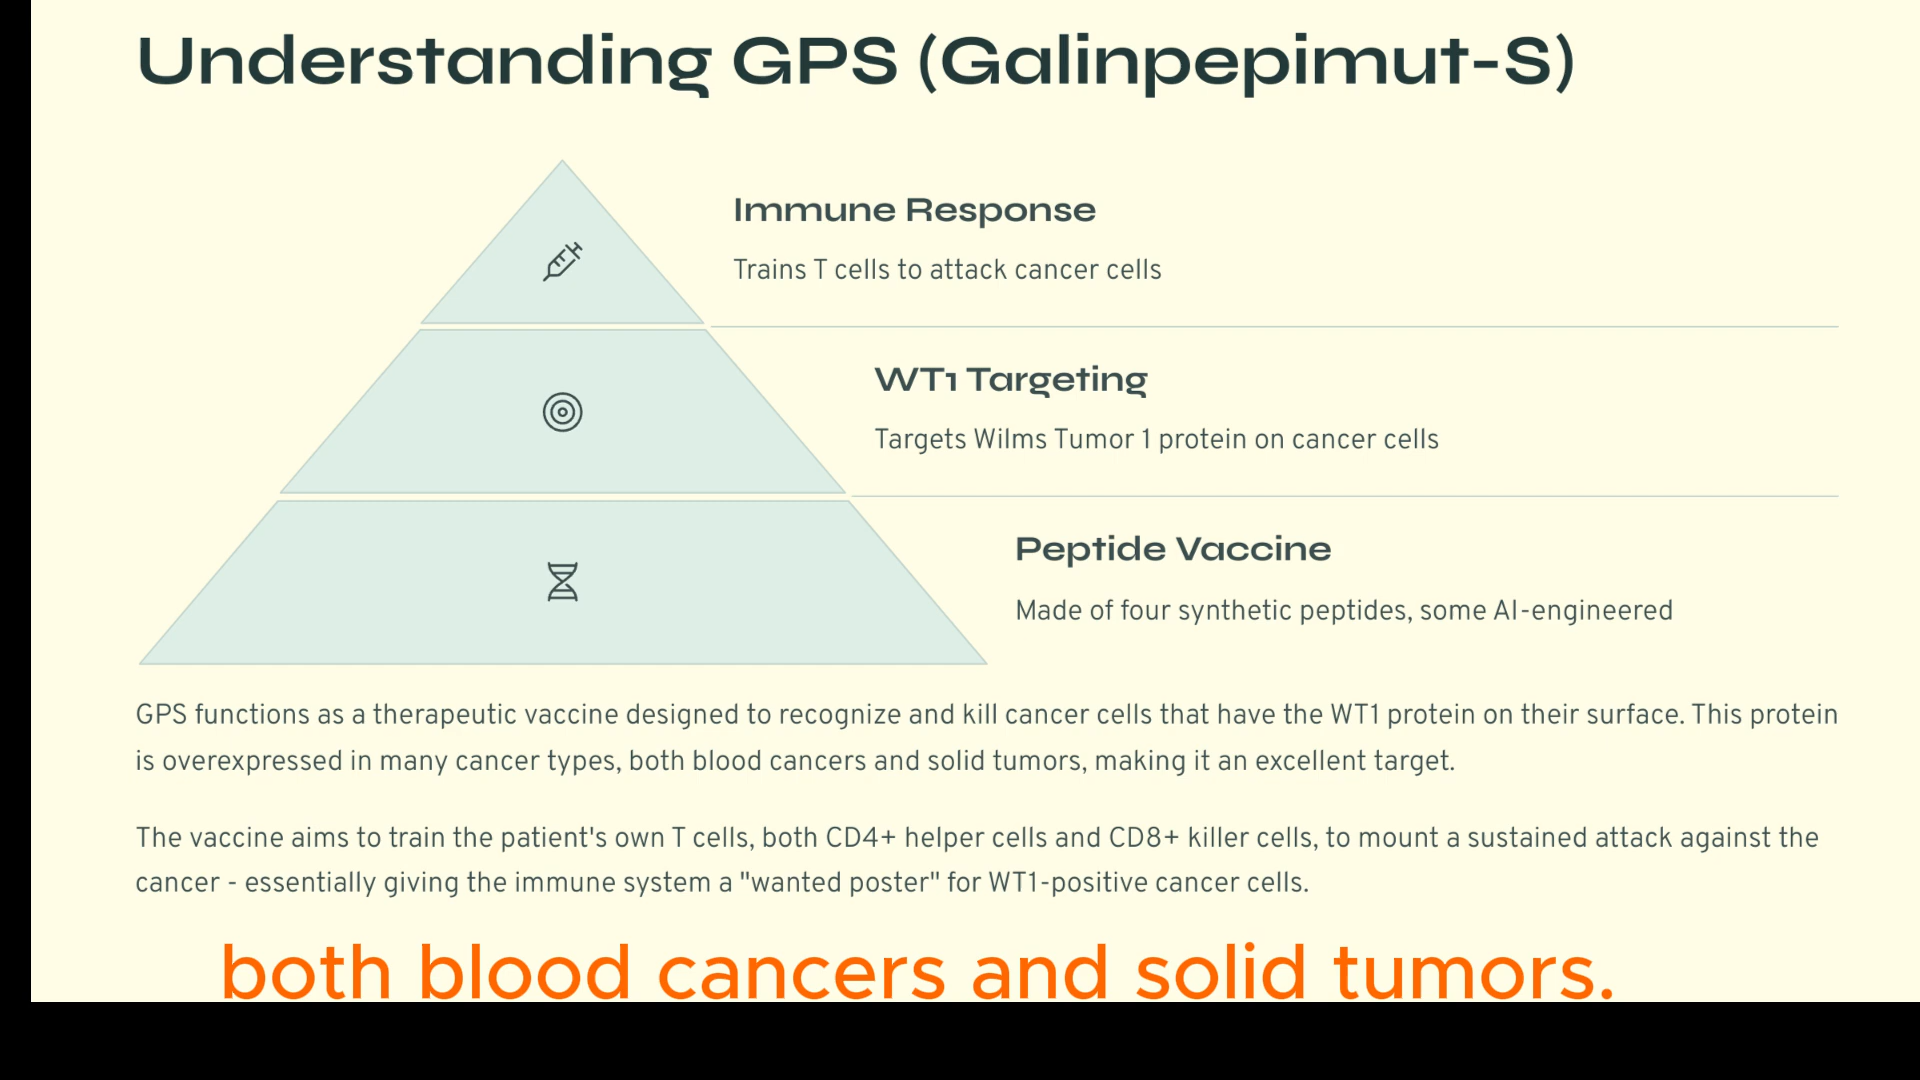 Understanding GPS (Galinpepimut-S)
Immune Response
Trains T cells to attack cancer cells
WT1 Targeting
Targets Wilms Tumor 1 protein on cancer cells
Peptide Vaccine
Made of four synthetic peptides, some AI-engineered
GPS functions as a therapeutic vaccine designed to recognize and kill cancer cells that have the WT1 protein on their surface. This protein
is overexpressed in many cancer types, both blood cancers and solid tumors, making it an excellent target.
The vaccine aims to train the patient's own T cells, both CD4+ helper cells and CD8+ killer cells, to mount a sustained attack against the
cancer - essentially giving the immune system a "wanted poster" for WT1-positive cancer cells.
both blood cancers and solid tumors.